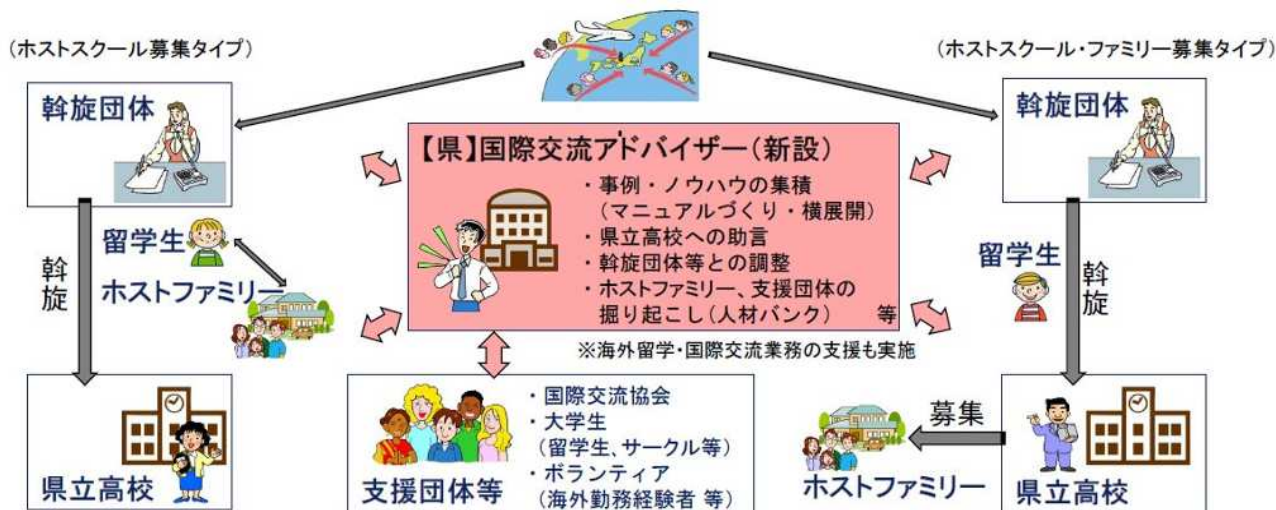 (ホストスクール募集タイプ)
(ホストスクール・ファミリー募集タイプ)
斡旋団体
斡旋
留学生
ホストファミリー
県立高校
【県】国際交流アドバイザー(新設)
・事例・ノウハウの集積
(マニュアルづくり・横展開)
・県立高校への助言
・斡旋団体等との調整
・ホストファミリー、支援団体の
掘り起こし(人材バンク) 等
※海外留学・国際交流業務の支援も実施
・国際交流協会
・大学生
(留学生、サークル等)
・ボランティア
(海外勤務経験者 等)
支援団体等
斡旋団体
留学生
斡旋
募集
ホストファミリー
県立高校